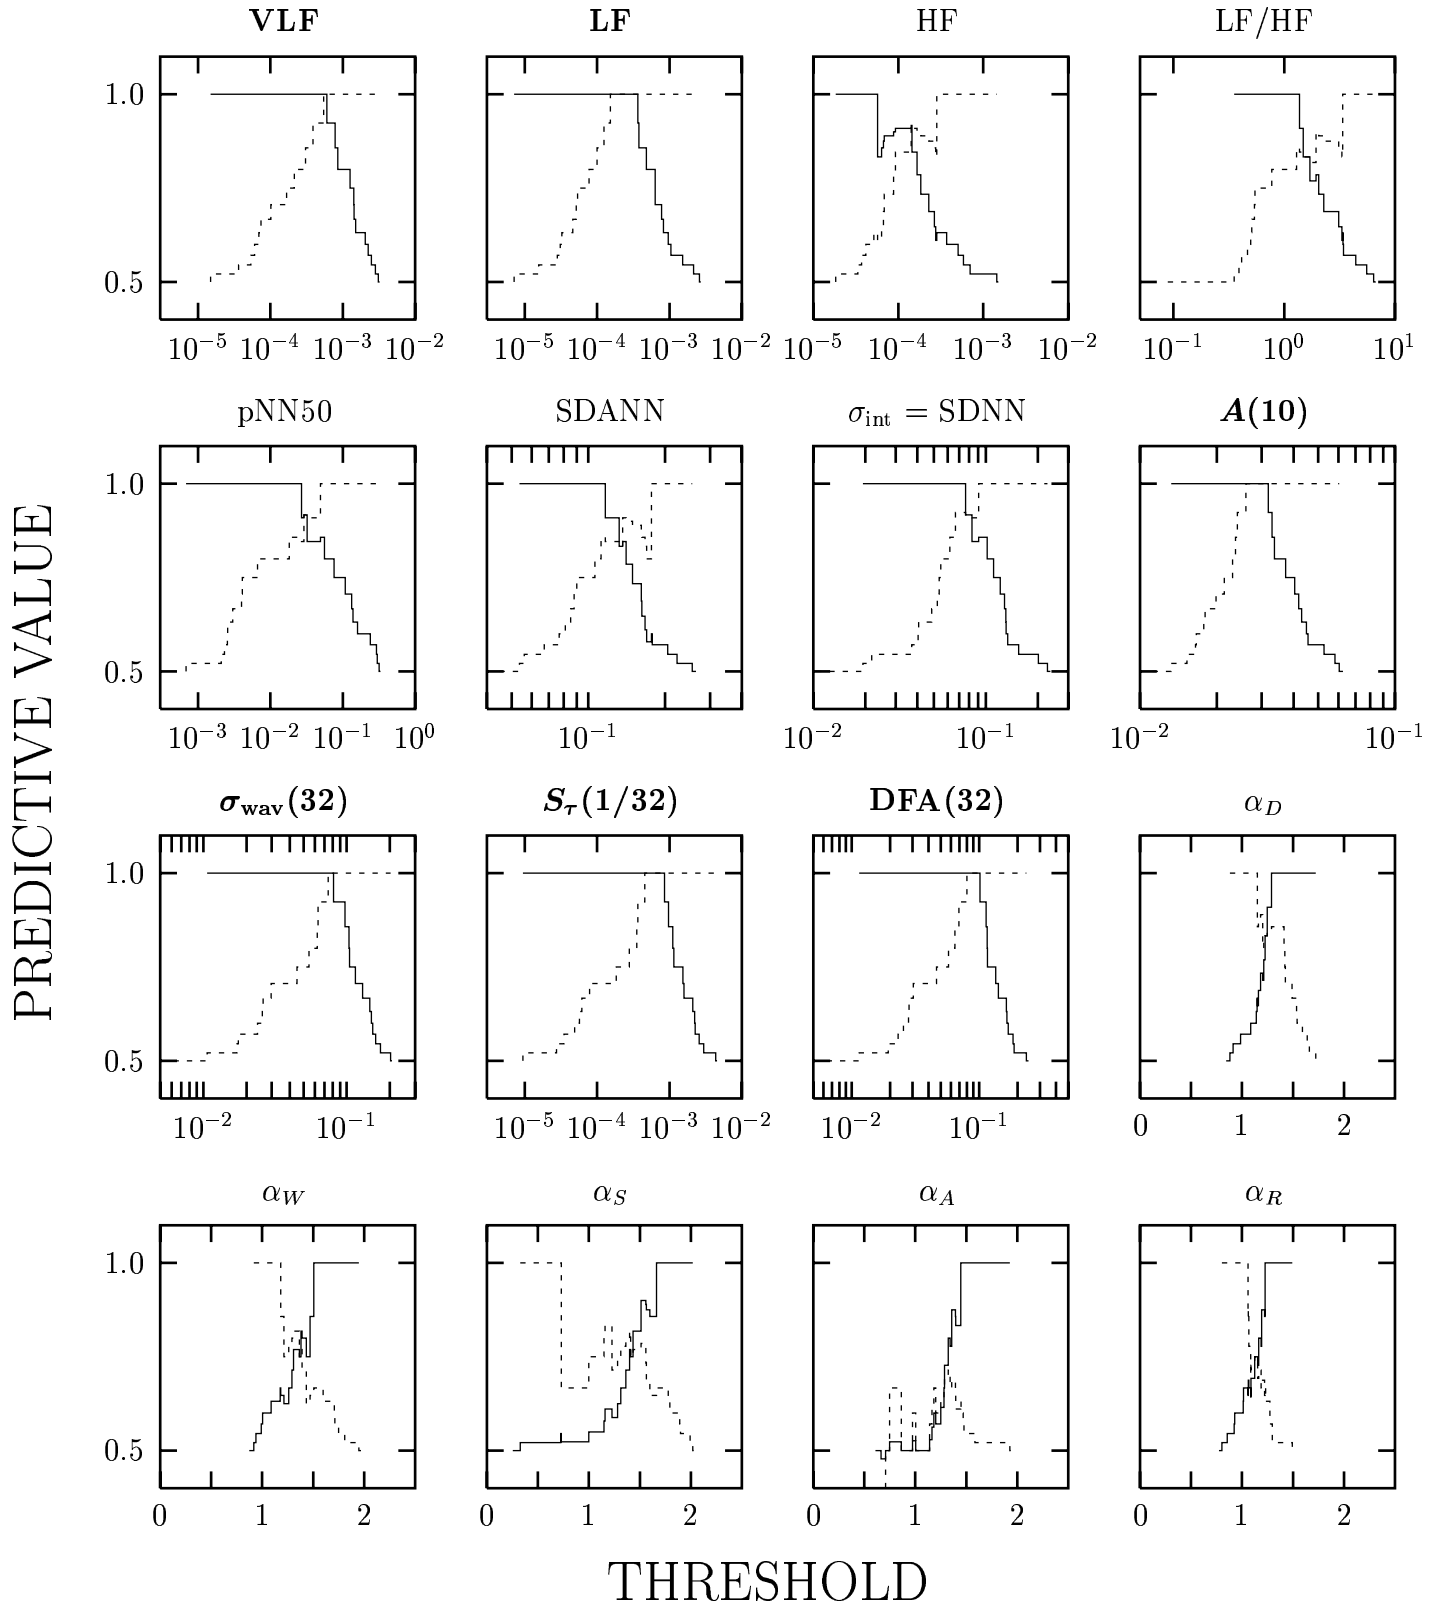 VLF LF HF LF/HF
1.0
0.5
10⁻⁵ 10⁻⁴ 10⁻³ 10⁻² 10⁻⁵ 10⁻⁴ 10⁻³ 10⁻² 10⁻⁵ 10⁻⁴ 10⁻³ 10⁻² 10⁻¹ 10⁰ 10¹
pNN50 SDANN σ_int = SDNN A(10)
1.0
0.5
10⁻³ 10⁻² 10⁻¹ 10⁰ 10⁻¹ 10⁻² 10⁻¹ 10⁻² 10⁻¹
PREDICTIVE VALUE
σ_wav(32) S_τ(1/32) DFA(32) α_D
1.0
0.5
10⁻² 10⁻¹ 10⁻⁵ 10⁻⁴ 10⁻³ 10⁻² 10⁻² 10⁻¹ 0 1 2
α_W α_S α_A α_R
1.0
0.5
0 1 2 0 1 2 0 1 2 0 1 2
THRESHOLD